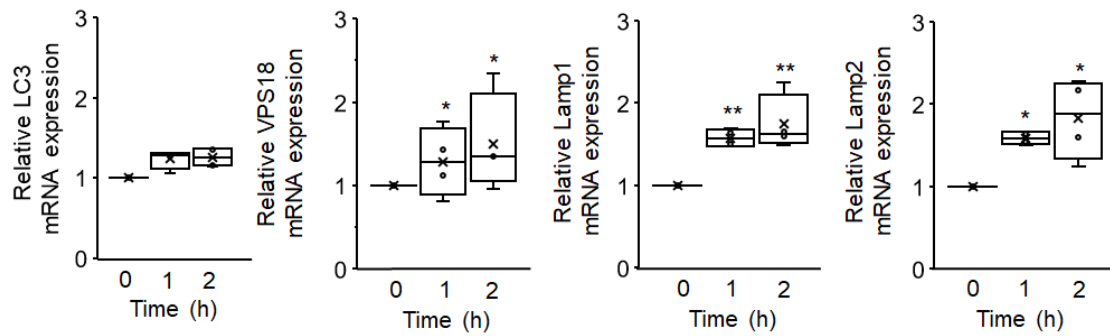 Relative LC3
mRNA expression
3
2
1
0
0 1 2
Time (h)
Relative VPS18
mRNA expression
3
2
1
0
* *
0 1 2
Time (h)
Relative Lamp1
mRNA expression
3
2
1
0
** **
0 1 2
Time (h)
Relative Lamp2
mRNA expression
3
2
1
0
* *
0 1 2
Time (h)